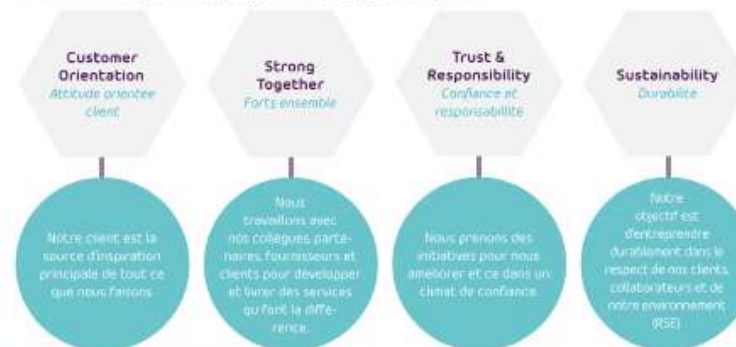 Customer
Orientation
Attitude orientée
client
Notre client est la
source d'inspiration
principale de tout ce
que nous faisons.
Strong
Together
Forts ensemble
Nous
travaillons avec
nos collègues, parte-
naires, fournisseurs et
clients pour développer
et livrer des services
qui font la diffé-
rence.
Trust &
Responsibility
Confiance et
responsabilité
Nous prenons des
initiatives pour nous
améliorer et ce dans un
climat de confiance.
Sustainability
Durabilité
Notre
objectif est
d'entreprendre
durablement dans le
respect de nos clients,
collaborateurs et de
notre environnement
(RSE)